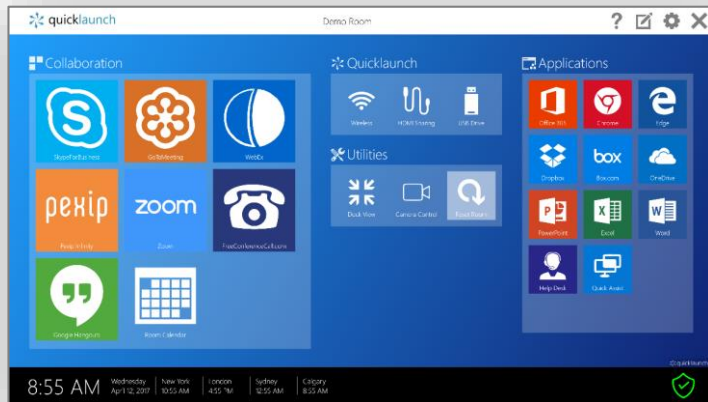 quicklaunch
Demo Room
?
Collaboration
SkypeForBusiness
GoToMeeting
WebEx
pexip
Pexip Infinity
zoom
Zoom
FreeConferenceCall.com
Google Hangouts
Room Calendar
Quicklaunch
Wireless
HDMI Sharing
USB Drive
Utilities
Dock View
Camera Control
Reset Room
Applications
Office 365
Chrome
Edge
Dropbox
box
Box.com
OneDrive
PowerPoint
Excel
Word
Help Desk
Quick Assist
© quicklaunch
8:55 AM
Wednesday
April 12, 2017
New York
10:55 AM
London
4:55 PM
Sydney
12:55 AM
Calgary
8:55 AM